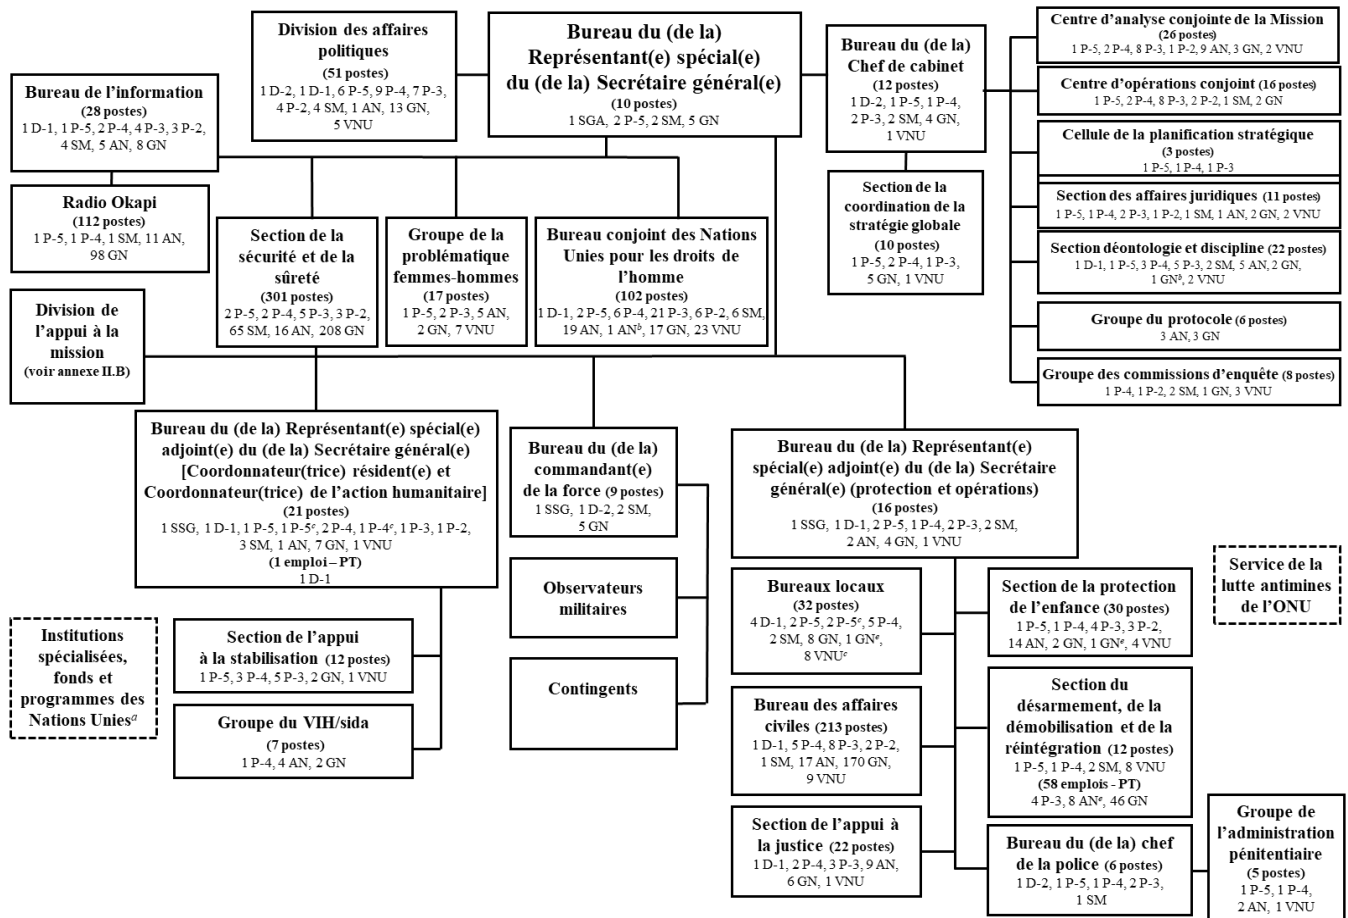 Bureau du (de la)
Représentant(e) spécial(e)
du (de la) Secrétaire général(e)
(10 postes)
1 SGA, 2 P-5, 2 SM, 5 GN
Division des affaires
politiques
(51 postes)
1 D-2, 1 D-1, 6 P-5, 9 P-4, 7 P-3,
4 P-2, 4 SM, 1 AN, 13 GN,
5 VNU
Bureau du (de la)
Chef de cabinet
(12 postes)
1 D-2, 1 P-5, 1 P-4,
2 P-3, 2 SM, 4 GN,
1 VNU
Centre d'analyse conjointe de la Mission
(26 postes)
1 P-5, 2 P-4, 8 P-3, 1 P-2, 9 AN, 3 GN, 2 VNU
Centre d'opérations conjoint (16 postes)
1 P-5, 2 P-4, 8 P-3, 2 P-2, 1 SM, 2 GN
Cellule de la planification stratégique
(3 postes)
1 P-5, 1 P-4, 1 P-3
Section des affaires juridiques (11 postes)
1 P-5, 1 P-4, 2 P-3, 1 P-2, 1 SM, 1 AN, 2 GN, 2 VNU
Section déontologie et discipline (22 postes)
1 D-1, 1 P-5, 3 P-4, 5 P-3, 2 SM, 5 AN, 2 GN,
1 GNb, 2 VNU
Groupe du protocole (6 postes)
3 AN, 3 GN
Groupe des commissions d'enquête (8 postes)
1 P-4, 1 P-2, 2 SM, 1 GN, 3 VNU
Bureau de l'information
(28 postes)
1 D-1, 1 P-5, 2 P-4, 4 P-3, 3 P-2,
4 SM, 5 AN, 8 GN
Radio Okapi
(112 postes)
1 P-5, 1 P-4, 1 SM, 11 AN,
98 GN
Section de la
sécurité et de la
sûreté
(301 postes)
2 P-5, 2 P-4, 5 P-3, 3 P-2,
65 SM, 16 AN, 208 GN
Groupe de la
problématique
femmes-hommes
(17 postes)
1 P-5, 2 P-3, 5 AN,
2 GN, 7 VNU
Bureau conjoint des Nations
Unies pour les droits de
l'homme
(102 postes)
1 D-1, 2 P-5, 6 P-4, 21 P-3, 6 P-2, 6 SM,
19 AN, 1 ANb, 17 GN, 23 VNU
Section de la
coordination de la
stratégie globale
(10 postes)
1 P-5, 2 P-4, 1 P-3,
5 GN, 1 VNU
Division de
l'appui à la
mission
(voir annexe II.B)
Bureau du (de la) Représentant(e) spécial(e)
adjoint(e) du (de la) Secrétaire général(e)
[Coordonnateur(trice) résident(e) et
Coordonnateur(trice) de l'action humanitaire]
(21 postes)
1 SSG, 1 D-1, 1 P-5, 1 P-5c, 2 P-4, 1 P-4c, 1 P-3, 1 P-2,
3 SM, 1 AN, 7 GN, 1 VNU
(1 emploi – PT)
1 D-1
Bureau du (de la)
commandant(e)
de la force (9 postes)
1 SSG, 1 D-2, 2 SM,
5 GN
Observateurs
militaires
Contingents
Bureau du (de la) Représentant(e)
spécial(e) adjoint(e) du (de la) Secrétaire
général(e) (protection et opérations)
(16 postes)
1 SSG, 1 D-1, 2 P-5, 1 P-4, 2 P-3, 2 SM,
2 AN, 4 GN, 1 VNU
Section de l'appui
à la stabilisation (12 postes)
1 P-5, 3 P-4, 5 P-3, 2 GN, 1 VNU
Groupe du VIH/sida
(7 postes)
1 P-4, 4 AN, 2 GN
Institutions
spécialisées,
fonds et
programmes des
Nations Uniesa
Bureaux locaux
(32 postes)
4 D-1, 2 P-5, 2 P-5c, 5 P-4,
2 SM, 8 GN, 1 GNe,
8 VNUc
Bureau des affaires
civiles (213 postes)
1 D-1, 5 P-4, 8 P-3, 2 P-2,
1 SM, 17 AN, 170 GN,
9 VNU
Section de l'appui à
la justice (22 postes)
1 D-1, 2 P-4, 3 P-3, 9 AN,
6 GN, 1 VNU
Section de la protection
de l'enfance (30 postes)
1 P-5, 1 P-4, 4 P-3, 3 P-2,
14 AN, 2 GN, 1 GNe, 4 VNU
Section du
désarmement, de la
démobilisation et de la
réintégration (12 postes)
1 P-5, 1 P-4, 2 SM, 8 VNU
(58 emplois - PT)
4 P-3, 8 ANe, 46 GN
Bureau du (de la) chef
de la police (6 postes)
1 D-2, 1 P-5, 1 P-4, 2 P-3,
1 SM
Groupe de
l'administration
pénitentiaire
(5 postes)
1 P-5, 1 P-4,
2 AN, 1 VNU
Service de la
lutte antimines
de l'ONU